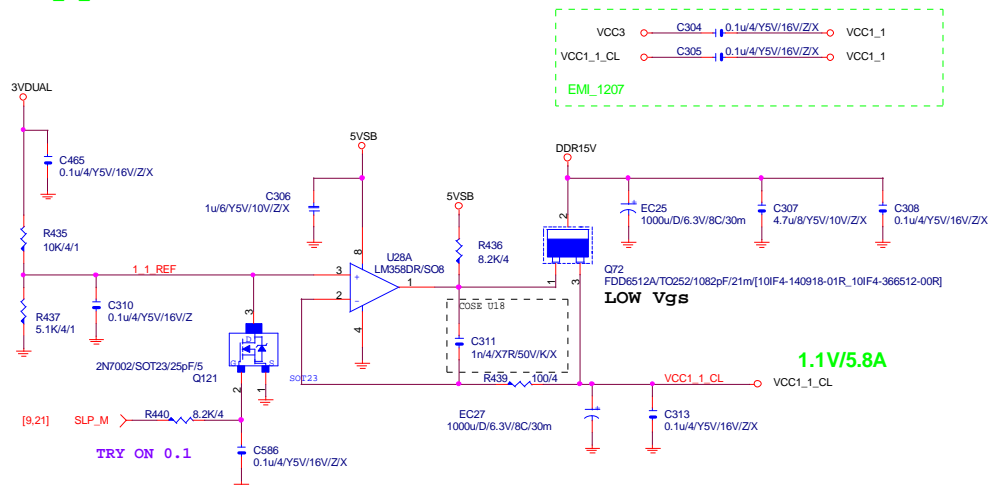 VCC3
C304
0.1u/4/Y5V/16V/Z/X
VCC1_1
VCC1_1_CL
C305
0.1u/4/Y5V/16V/Z/X
VCC1_1
EMI_1207
3VDUAL
C465
0.1u/4/Y5V/16V/Z/X
5VSB
C306
1u/6/Y5V/10V/Z/X
5VSB
DDR15V
EC25
1000u/D/6.3V/8C/30m
C307
4.7u/8/Y5V/10V/Z/X
C308
0.1u/4/Y5V/16V/Z/X
R435
10K/4/1
1_1_REF
U28A
LM358DR/SO8
8
3
+
2
-
1
4
R436
8.2K/4
2
1
3
Q72
FDD6512A/TO252/1082pF/21m/[10IF4-140918-01R_10IF4-366512-00R]
LOW Vgs
R437
5.1K/4/1
C310
0.1u/4/Y5V/16V/Z
3
D
G
S
2N7002/SOT23/25pF/5
Q121
SOT23
2
1
COSE U18
C311
1n/4/X7R/50V/K/X
R439
100/4
1.1V/5.8A
VCC1_1_CL
VCC1_1_CL
EC27
1000u/D/6.3V/8C/30m
C313
0.1u/4/Y5V/16V/Z/X
[9,21]
SLP_M
R440
8.2K/4
TRY ON 0.1
C586
0.1u/4/Y5V/16V/Z/X